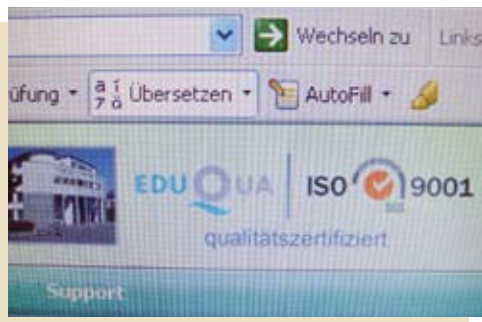 Wechseln zu Links
üfung Übersetzen AutoFill
EDUQUA ISO 9001
qualitätszertifiziert
Support